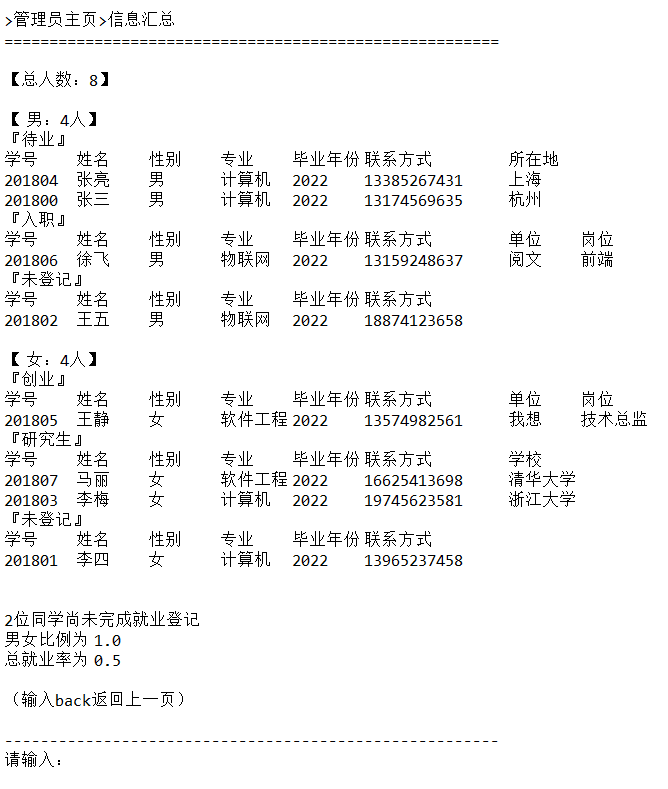 >管理员主页>信息汇总
=======================================================
【总人数：8】
【 男：4人】
『待业』
学号 姓名 性别 专业 毕业年份 联系方式 所在地
201804 张亮 男 计算机 2022 13385267431 上海
201800 张三 男 计算机 2022 13174569635 杭州
『入职』
学号 姓名 性别 专业 毕业年份 联系方式 单位 岗位
201806 徐飞 男 物联网 2022 13159248637 阅文 前端
『未登记』
学号 姓名 性别 专业 毕业年份 联系方式
201802 王五 男 物联网 2022 18874123658
【 女：4人】
『创业』
学号 姓名 性别 专业 毕业年份 联系方式 单位 岗位
201805 王静 女 软件工程 2022 13574982561 我想 技术总监
『研究生』
学号 姓名 性别 专业 毕业年份 联系方式 学校
201807 马丽 女 软件工程 2022 16625413698 清华大学
201803 李梅 女 计算机 2022 19745623581 浙江大学
『未登记』
学号 姓名 性别 专业 毕业年份 联系方式
201801 李四 女 计算机 2022 13965237458
2位同学尚未完成就业登记
男女比例为 1.0
总就业率为 0.5
（输入back返回上一页）
-------------------------------------------------------
请输入：